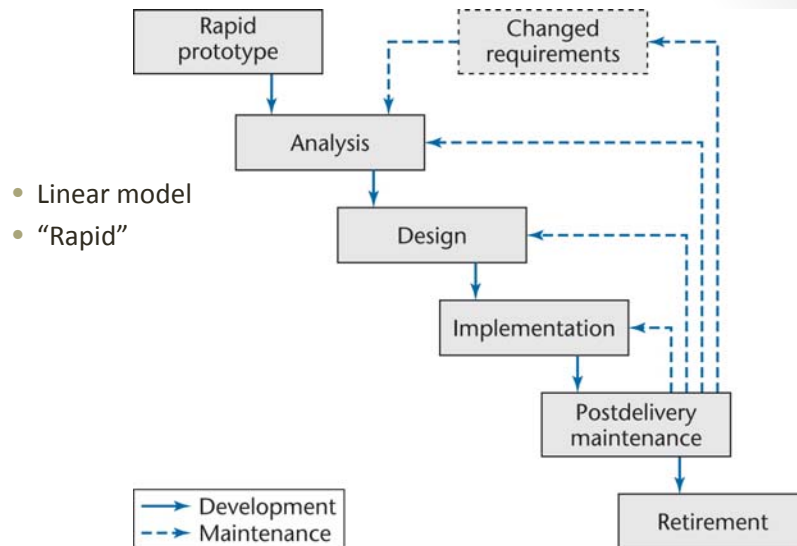 Rapid
prototype
Changed
requirements
Analysis
• Linear model
• “Rapid”
Design
Implementation
Postdelivery
maintenance
Development
Maintenance
Retirement